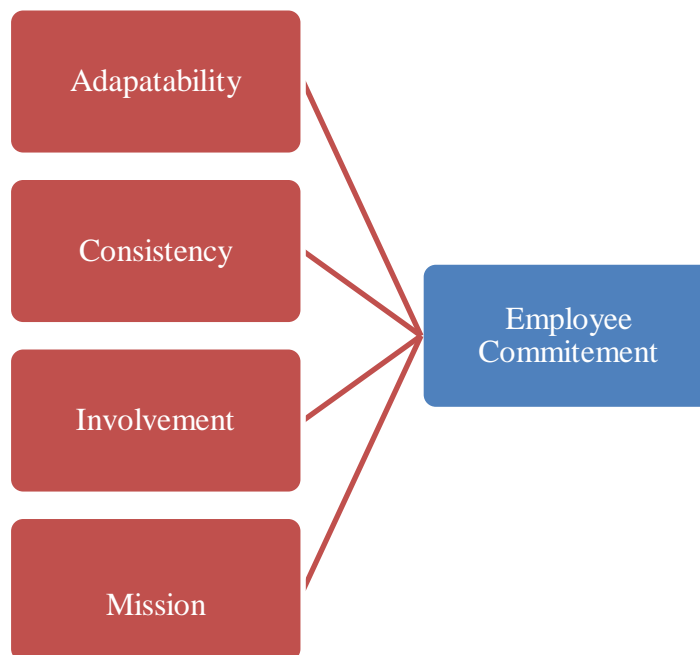 Adapatability
Consistency
Employee
Commitement
Involvement
Mission